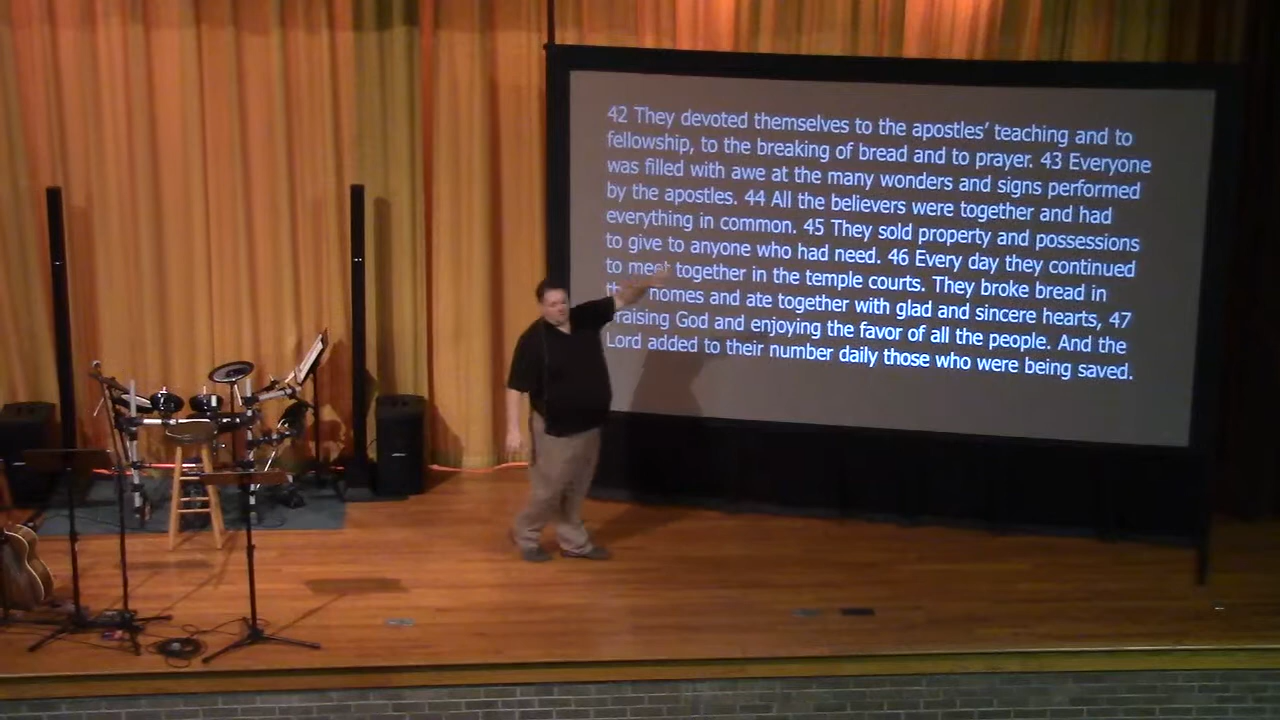 42 They devoted themselves to the apostles’ teaching and to
fellowship, to the breaking of bread and to prayer. 43 Everyone
was filled with awe at the many wonders and signs performed
by the apostles. 44 All the believers were together and had
everything in common. 45 They sold property and possessions
to give to anyone who had need. 46 Every day they continued
to meet together in the temple courts. They broke bread in
homes and ate together with glad and sincere hearts, 47
raising God and enjoying the favor of all the people. And the
Lord added to their number daily those who were being saved.